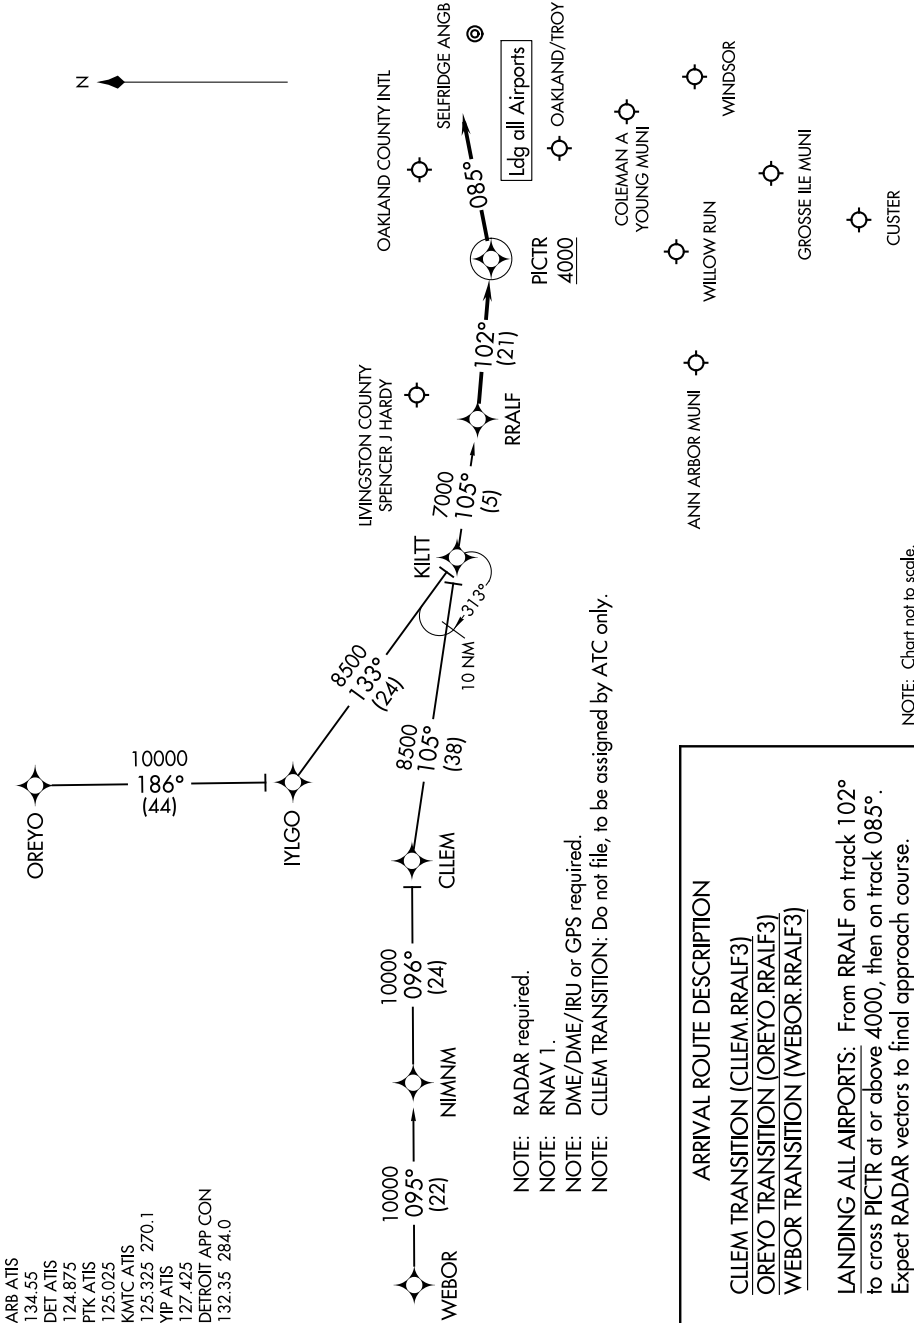 ARB ATIS
134.55
DET ATIS
124.875
PTK ATIS
125.025
KMTC ATIS
125.325 270.1
YIP ATIS
127.425
DETROIT APP CON
132.35 284.0
N
OREYO
10000
186°
(44)
IYLGO
8500
133°
(24)
WEBOR
10000
095°
(22)
NIMNM
10000
096°
(24)
CLLEM
8500
105°
(38)
10 NM
313°
KILTT
7000
105°
(5)
LIVINGSTON COUNTY
SPENCER J HARDY
RRALF
102°
(21)
PICTR
4000
085°
OAKLAND COUNTY INTL
SELFRIDGE ANGB
Ldg all Airports
OAKLAND/TROY
COLEMAN A
YOUNG MUNI
WINDSOR
WILLOW RUN
ANN ARBOR MUNI
GROSSE ILE MUNI
CUSTER
NOTE: RADAR required.
NOTE: RNAV 1.
NOTE: DME/DME/IRU or GPS required.
NOTE: CLLEM TRANSITION: Do not file, to be assigned by ATC only.
NOTE: Chart not to scale.
ARRIVAL ROUTE DESCRIPTION
CLLEM TRANSITION (CLLEM.RRALF3)
OREYO TRANSITION (OREYO.RRALF3)
WEBOR TRANSITION (WEBOR.RRALF3)
LANDING ALL AIRPORTS: From RRALF on track 102°
to cross PICTR at or above 4000, then on track 085°.
Expect RADAR vectors to final approach course.